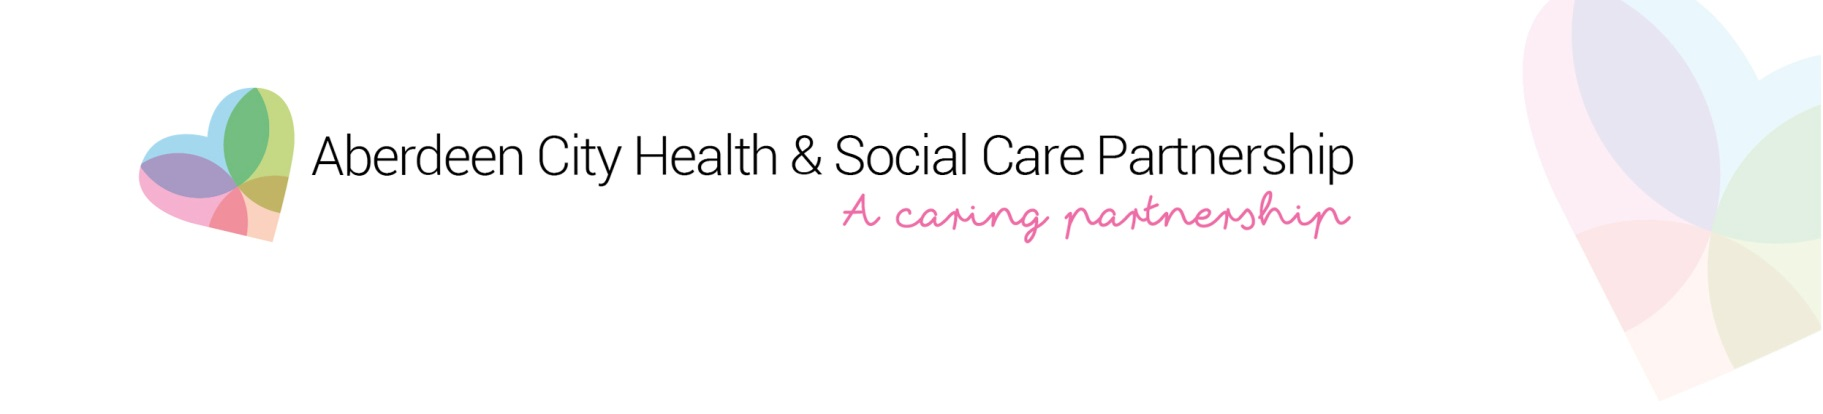 Aberdeen City Health & Social Care Partnership
A caring partnership